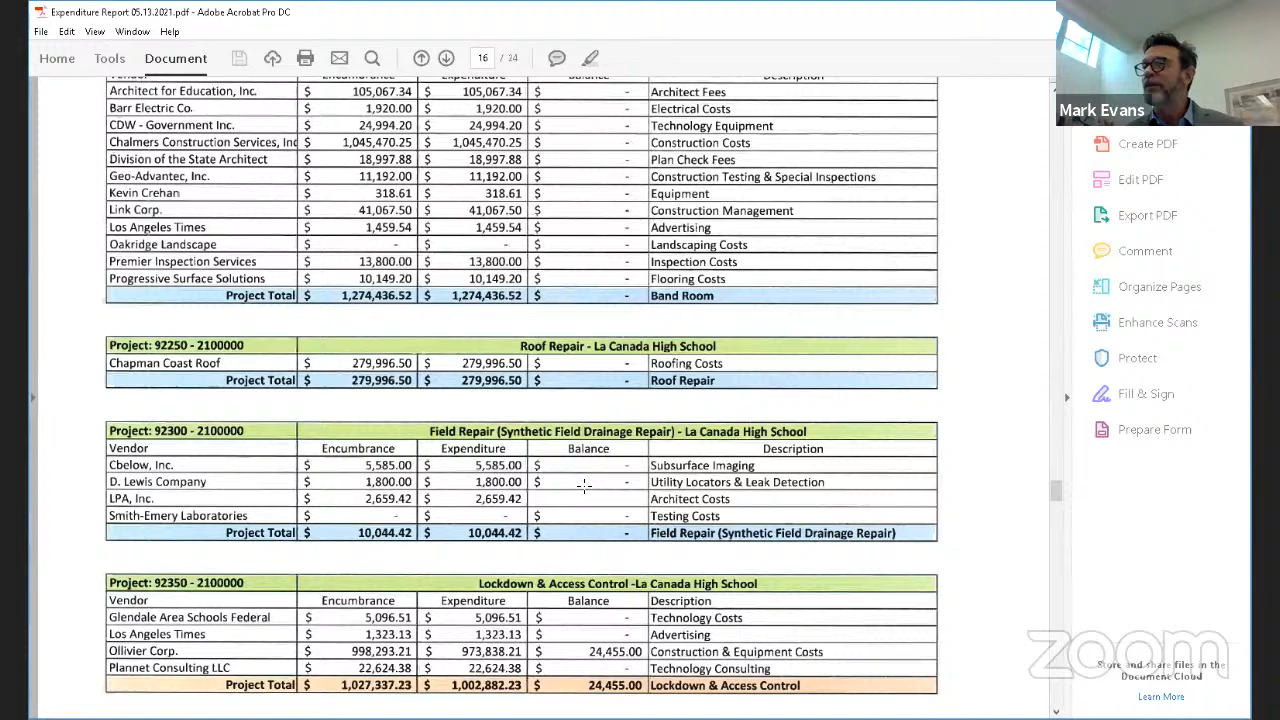 Expenditure Report 05.13.2021.pdf - Adobe Acrobat Pro DC
File Edit View Window Help
Home Tools Document 16 / 24
Vendor Encumbrance Expenditure Balance Description
Architect for Education, Inc. $ 105,067.34 $ 105,067.34 $ - Architect Fees
Barr Electric Co. $ 1,920.00 $ 1,920.00 $ - Electrical Costs
CDW - Government Inc. $ 24,994.20 $ 24,994.20 $ - Technology Equipment
Chalmers Construction Services, Inc $ 1,045,470.25 $ 1,045,470.25 $ - Construction Costs
Division of the State Architect $ 18,997.88 $ 18,997.88 $ - Plan Check Fees
Geo-Advantec, Inc. $ 11,192.00 $ 11,192.00 $ - Construction Testing & Special Inspections
Kevin Crehan $ 318.61 $ 318.61 $ - Equipment
Link Corp. $ 41,067.50 $ 41,067.50 $ - Construction Management
Los Angeles Times $ 1,459.54 $ 1,459.54 $ - Advertising
Oakridge Landscape $ - $ - $ - Landscaping Costs
Premier Inspection Services $ 13,800.00 $ 13,800.00 $ - Inspection Costs
Progressive Surface Solutions $ 10,149.20 $ 10,149.20 $ - Flooring Costs
Project Total $ 1,274,436.52 $ 1,274,436.52 $ - Band Room
Project: 92250 - 2100000 Roof Repair - La Canada High School
Chapman Coast Roof $ 279,996.50 $ 279,996.50 $ - Roofing Costs
Project Total $ 279,996.50 $ 279,996.50 $ - Roof Repair
Project: 92300 - 2100000 Field Repair (Synthetic Field Drainage Repair) - La Canada High School
Vendor Encumbrance Expenditure Balance Description
Cbelow, Inc. $ 5,585.00 $ 5,585.00 $ - Subsurface Imaging
D. Lewis Company $ 1,800.00 $ 1,800.00 $ - Utility Locators & Leak Detection
LPA, Inc. $ 2,659.42 $ 2,659.42 Architect Costs
Smith-Emery Laboratories $ - $ - $ - Testing Costs
Project Total $ 10,044.42 $ 10,044.42 $ - Field Repair (Synthetic Field Drainage Repair)
Project: 92350 - 2100000 Lockdown & Access Control -La Canada High School
Vendor Encumbrance Expenditure Balance Description
Glendale Area Schools Federal $ 5,096.51 $ 5,096.51 $ - Technology Costs
Los Angeles Times $ 1,323.13 $ 1,323.13 $ - Advertising
Ollivier Corp. $ 998,293.21 $ 973,838.21 $ 24,455.00 Construction & Equipment Costs
Plannet Consulting LLC $ 22,624.38 $ 22,624.38 $ - Technology Consulting
Project Total $ 1,027,337.23 $ 1,002,882.23 $ 24,455.00 Lockdown & Access Control
Mark Evans
Create PDF
Edit PDF
Export PDF
Comment
Organize Pages
Enhance Scans
Protect
Fill & Sign
Prepare Form
zoom
Store and share files in the
Document Cloud
Learn More